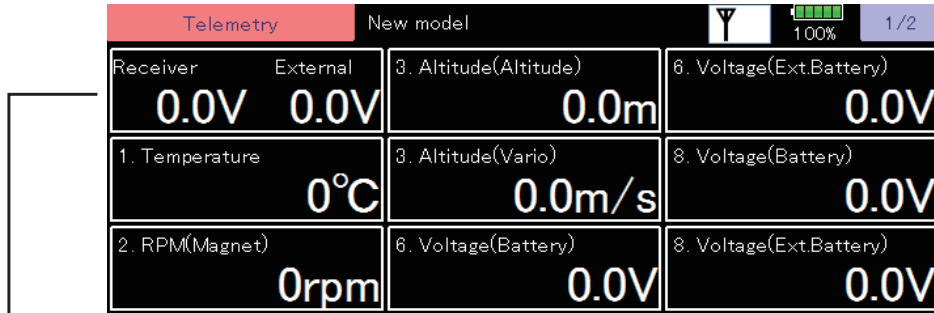 Telemetry New model 100% 1/2
Receiver External
0.0V 0.0V
3. Altitude(Altitude)
0.0m
6. Voltage(Ext.Battery)
0.0V
1. Temperature
0°C
3. Altitude(Vario)
0.0m/s
8. Voltage(Battery)
0.0V
2. RPM(Magnet)
0rpm
6. Voltage(Battery)
0.0V
8. Voltage(Ext.Battery)
0.0V